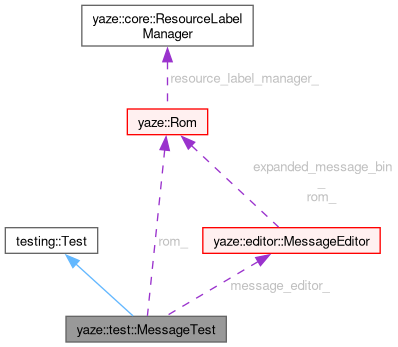 yaze::core::ResourceLabel
Manager
resource_label_manager_
yaze::Rom
expanded_message_bin
_
rom_
testing::Test
rom_
yaze::editor::MessageEditor
message_editor_
yaze::test::MessageTest